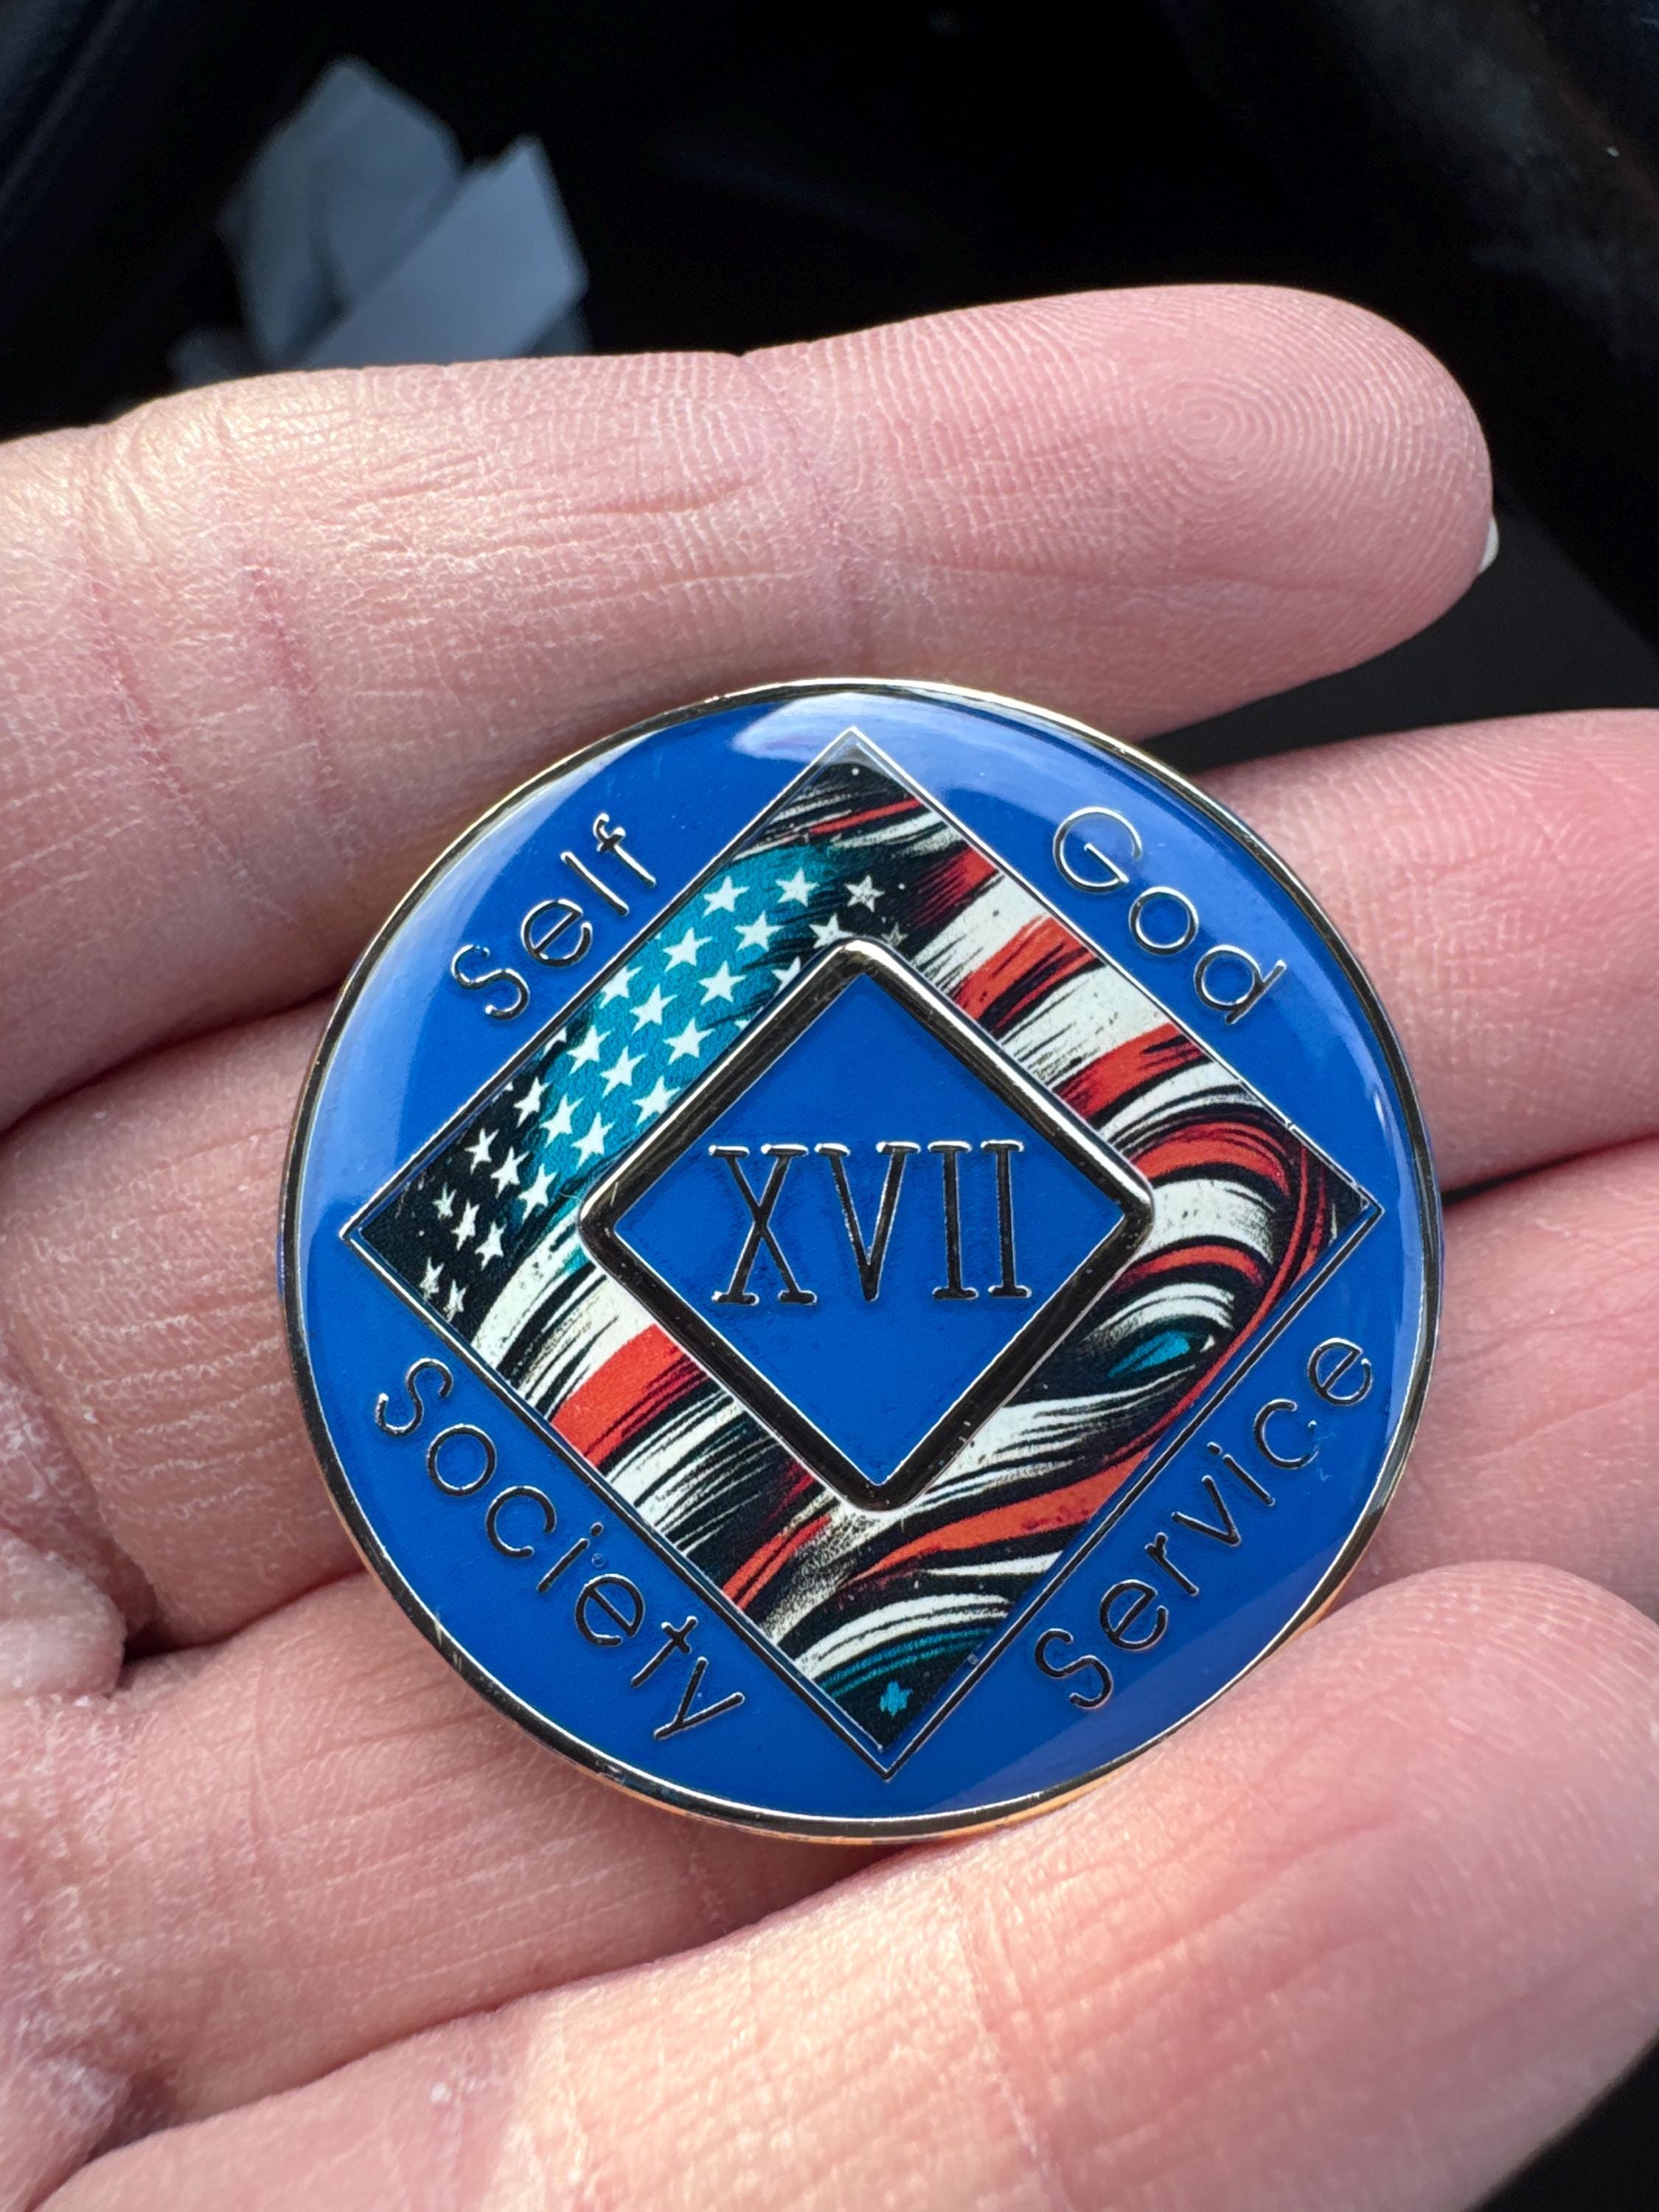 Self
God
XVII
Society
Service